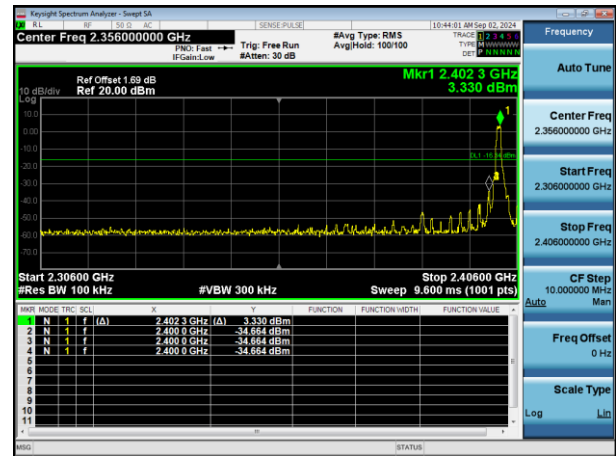 Keysight Spectrum Analyzer - Swept SA
RL RF 50 Ω AC SENSE:PULSE 10:44:01 AM Sep 02, 2024
Center Freq 2.356000000 GHz #Avg Type: RMS TRACE 1 2 3 4 5 6
PNO: Fast Trig: Free Run Avg|Hold: 100/100 TYPE M WWWWW
IFGain:Low #Atten: 30 dB DET P NNNNN
Ref Offset 1.69 dB Mkr1 2.402 3 GHz
10 dB/div Ref 20.00 dBm 3.330 dBm
Log
1
10.0
0.00
-10.0
-20.0
-30.0
-40.0
-50.0
-60.0
-70.0
Start 2.30600 GHz Stop 2.40600 GHz
#Res BW 100 kHz #VBW 300 kHz Sweep 9.600 ms (1001 pts)
MKR MODE TRC SCL X Y FUNCTION FUNCTION WIDTH FUNCTION VALUE
1 N 1 f (Δ) 2.402 3 GHz (Δ) 3.330 dBm
2 N 1 f 2.400 0 GHz -34.664 dBm
3 N 1 f 2.400 0 GHz -34.664 dBm
4 N 1 f 2.400 0 GHz -34.664 dBm
5
6
7
8
9
10
11
MSG STATUS
Frequency
Auto Tune
Center Freq
2.356000000 GHz
Start Freq
2.306000000 GHz
Stop Freq
2.406000000 GHz
CF Step
10.000000 MHz
Auto Man
Freq Offset
0 Hz
Scale Type
Log Lin